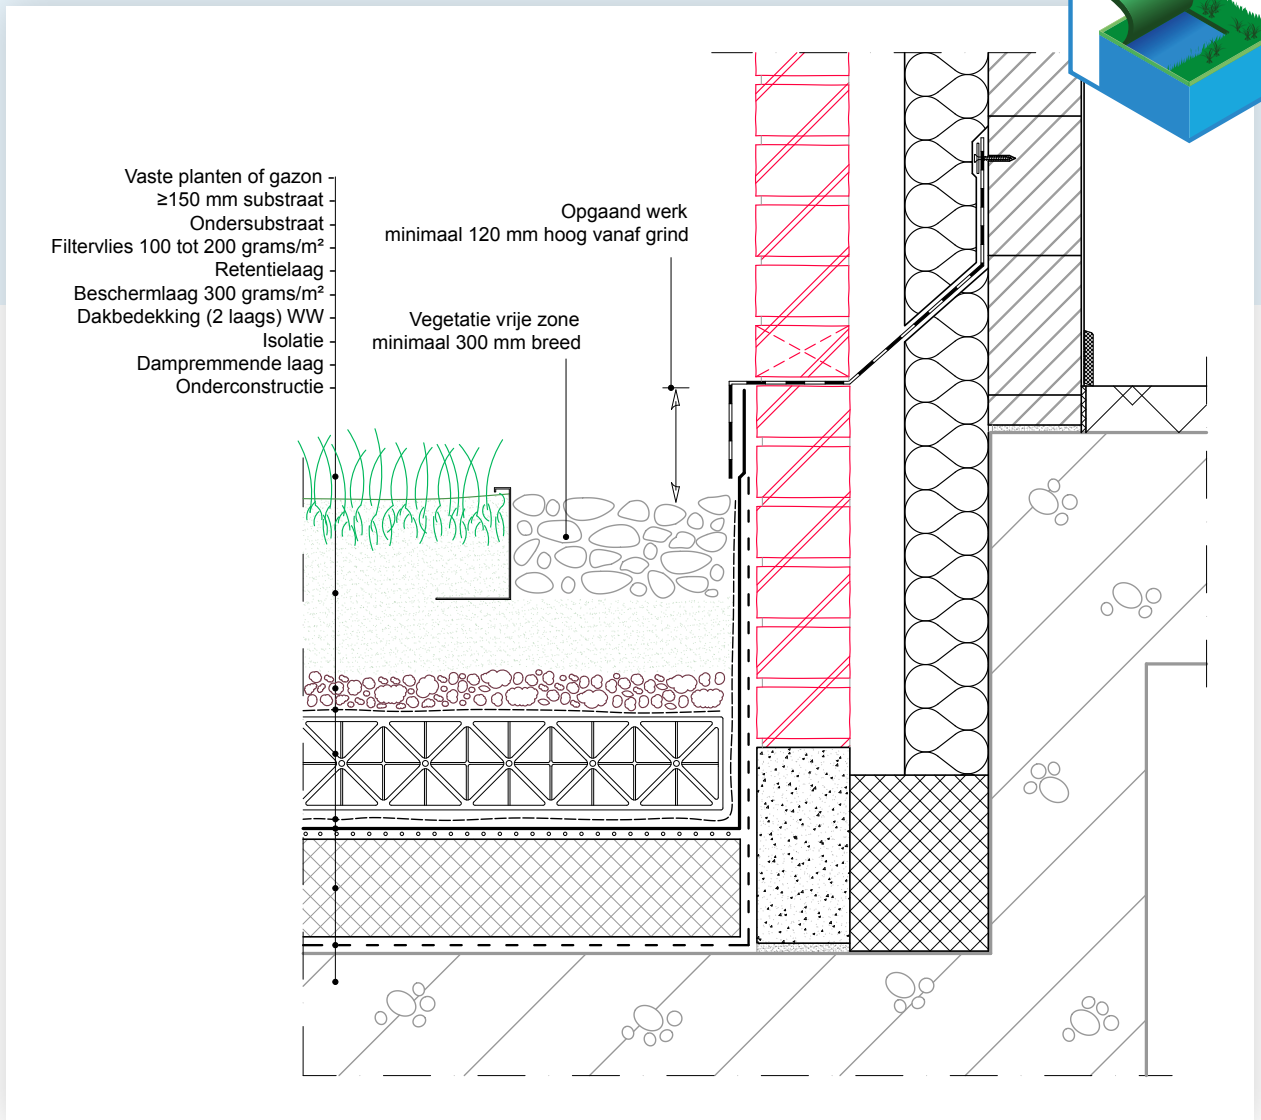 Vaste planten of gazon
≥150 mm substraat
Ondersubstraat
Filtervlies 100 tot 200 grams/m²
Retentielaag
Beschermlaag 300 grams/m²
Dakbedekking (2 laags) WW
Isolatie
Dampremmende laag
Onderconstructie
Opgaand werk
minimaal 120 mm hoog vanaf grind
Vegetatie vrije zone
minimaal 300 mm breed